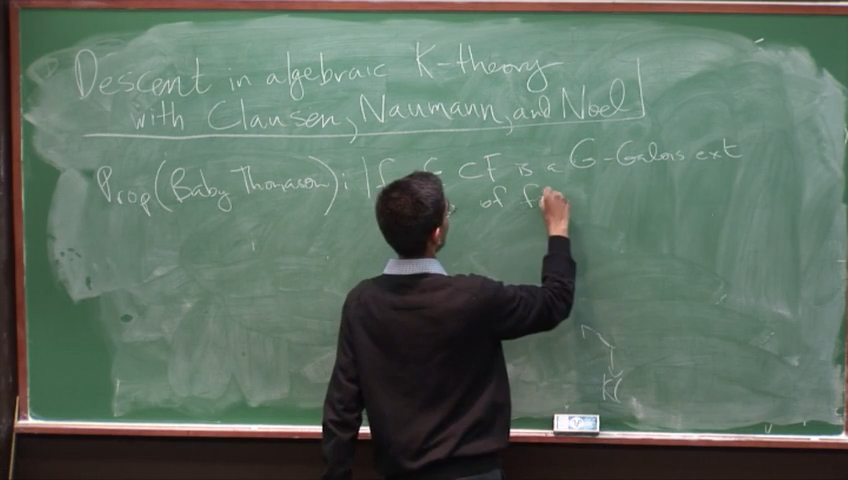 Descent in algebraic K-theory
with Clausen, Naumann, and Noel
Prop (Baby Thomason): If CF is a G-Galois ext
of f
K(